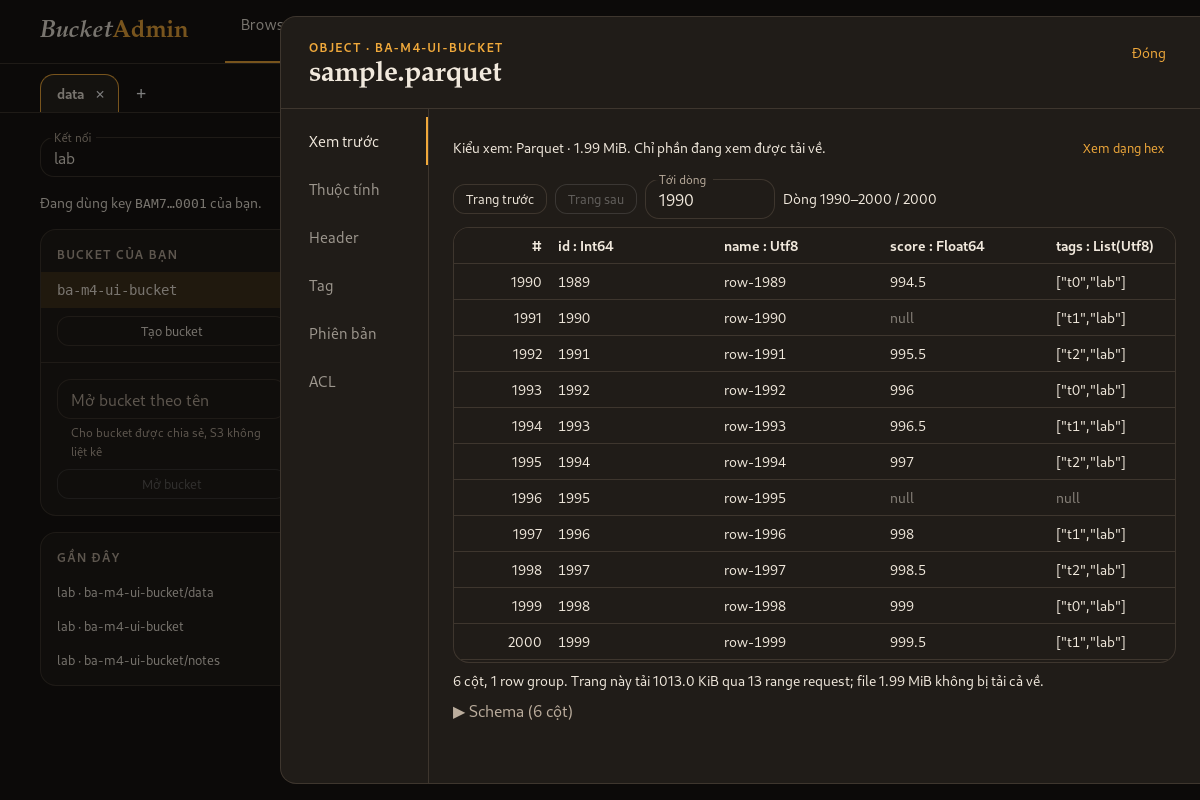 BucketAdmin
Brows
data × +
Kết nối
lab
Đang dùng key BAM7…0001 của bạn.
BUCKET CỦA BẠN
ba-m4-ui-bucket
Tạo bucket
Mở bucket theo tên
Cho bucket được chia sẻ, S3 không
liệt kê
Mở bucket
GẦN ĐÂY
lab · ba-m4-ui-bucket/data
lab · ba-m4-ui-bucket
lab · ba-m4-ui-bucket/notes
OBJECT · BA-M4-UI-BUCKET
sample.parquet
Đóng
Xem trước
Thuộc tính
Header
Tag
Phiên bản
ACL
Kiểu xem: Parquet · 1.99 MiB. Chỉ phần đang xem được tải về.
Xem dạng hex
Trang trước
Trang sau
Tới dòng
1990
Dòng 1990–2000 / 2000
# id : Int64 name : Utf8 score : Float64 tags : List(Utf8)
1990 1989 row-1989 994.5 ["t0","lab"]
1991 1990 row-1990 null ["t1","lab"]
1992 1991 row-1991 995.5 ["t2","lab"]
1993 1992 row-1992 996 ["t0","lab"]
1994 1993 row-1993 996.5 ["t1","lab"]
1995 1994 row-1994 997 ["t2","lab"]
1996 1995 row-1995 null null
1997 1996 row-1996 998 ["t1","lab"]
1998 1997 row-1997 998.5 ["t2","lab"]
1999 1998 row-1998 999 ["t0","lab"]
2000 1999 row-1999 999.5 ["t1","lab"]
6 cột, 1 row group. Trang này tải 1013.0 KiB qua 13 range request; file 1.99 MiB không bị tải cả về.
▶ Schema (6 cột)